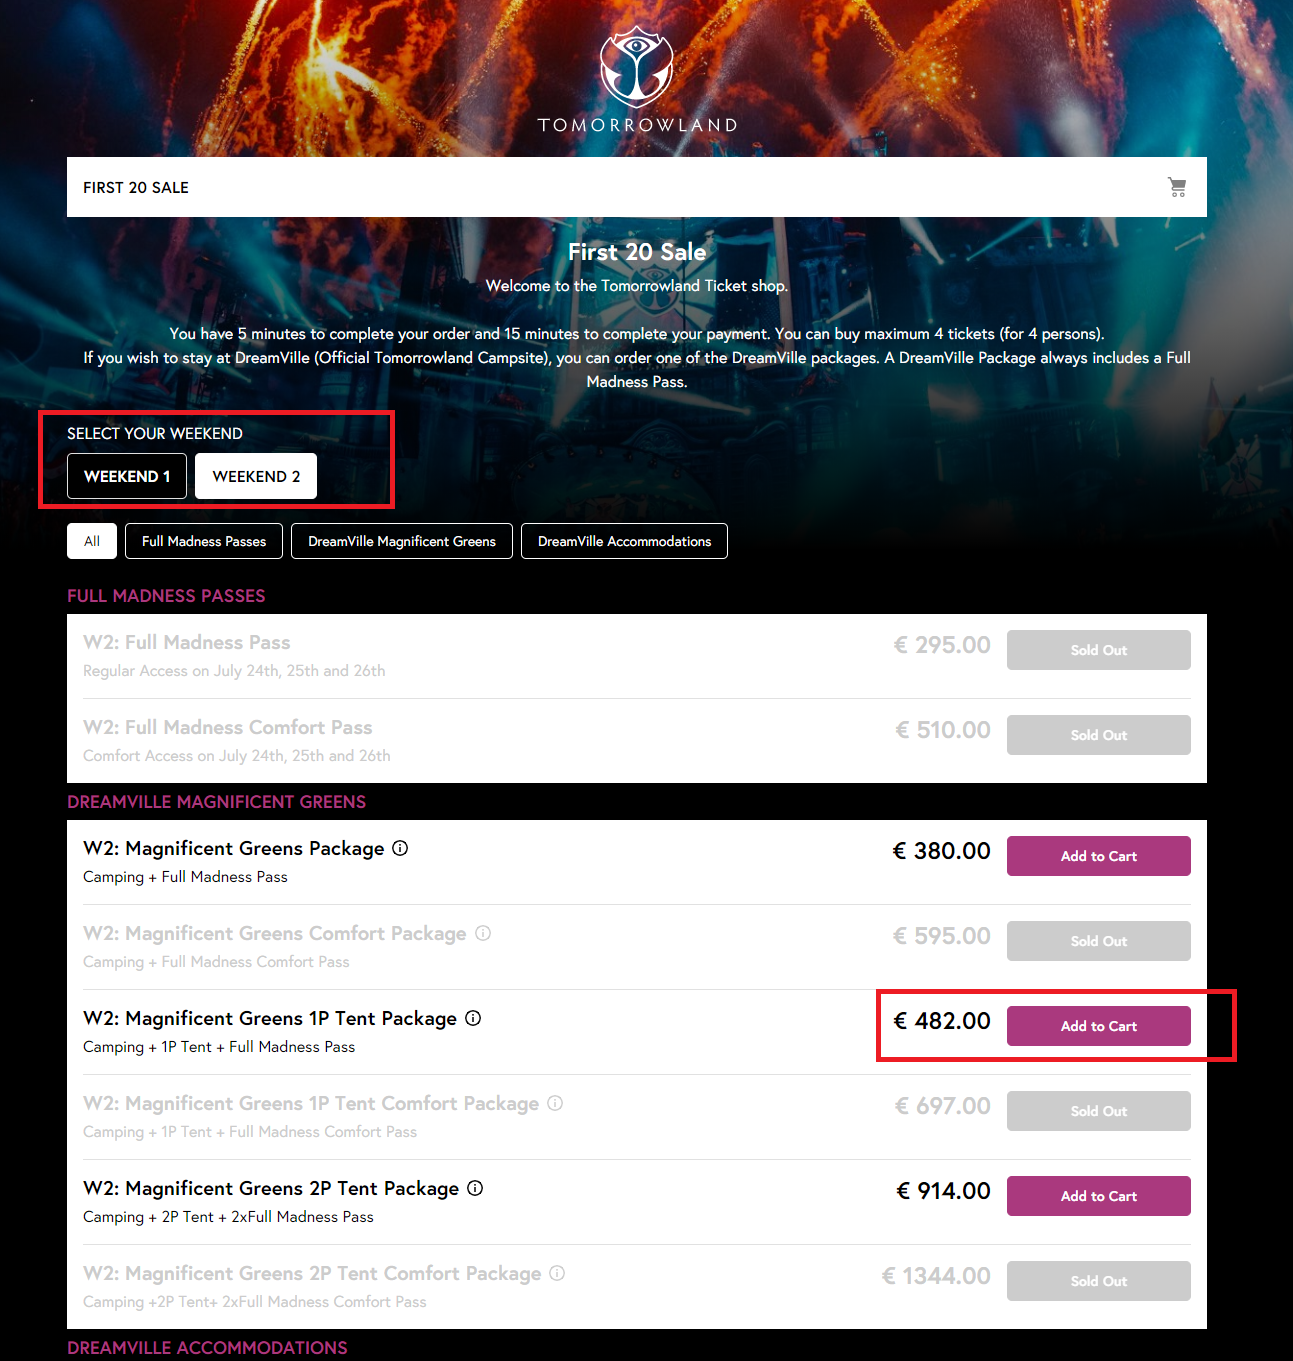 TOMORROWLAND
FIRST 20 SALE
First 20 Sale
Welcome to the Tomorrowland Ticket shop.
You have 5 minutes to complete your order and 15 minutes to complete your payment. You can buy maximum 4 tickets (for 4 persons).
If you wish to stay at DreamVille (Official Tomorrowland Campsite), you can order one of the DreamVille packages. A DreamVille Package always includes a Full
Madness Pass.
SELECT YOUR WEEKEND
WEEKEND 1 WEEKEND 2
All Full Madness Passes DreamVille Magnificent Greens DreamVille Accommodations
FULL MADNESS PASSES
W2: Full Madness Pass € 295.00 Sold Out
Regular Access on July 24th, 25th and 26th
W2: Full Madness Comfort Pass € 510.00 Sold Out
Comfort Access on July 24th, 25th and 26th
DREAMVILLE MAGNIFICENT GREENS
W2: Magnificent Greens Package € 380.00 Add to Cart
Camping + Full Madness Pass
W2: Magnificent Greens Comfort Package € 595.00 Sold Out
Camping + Full Madness Comfort Pass
W2: Magnificent Greens 1P Tent Package € 482.00 Add to Cart
Camping + 1P Tent + Full Madness Pass
W2: Magnificent Greens 1P Tent Comfort Package € 697.00 Sold Out
Camping + 1P Tent + Full Madness Comfort Pass
W2: Magnificent Greens 2P Tent Package € 914.00 Add to Cart
Camping + 2P Tent + 2xFull Madness Pass
W2: Magnificent Greens 2P Tent Comfort Package € 1344.00 Sold Out
Camping +2P Tent+ 2xFull Madness Comfort Pass
DREAMVILLE ACCOMMODATIONS